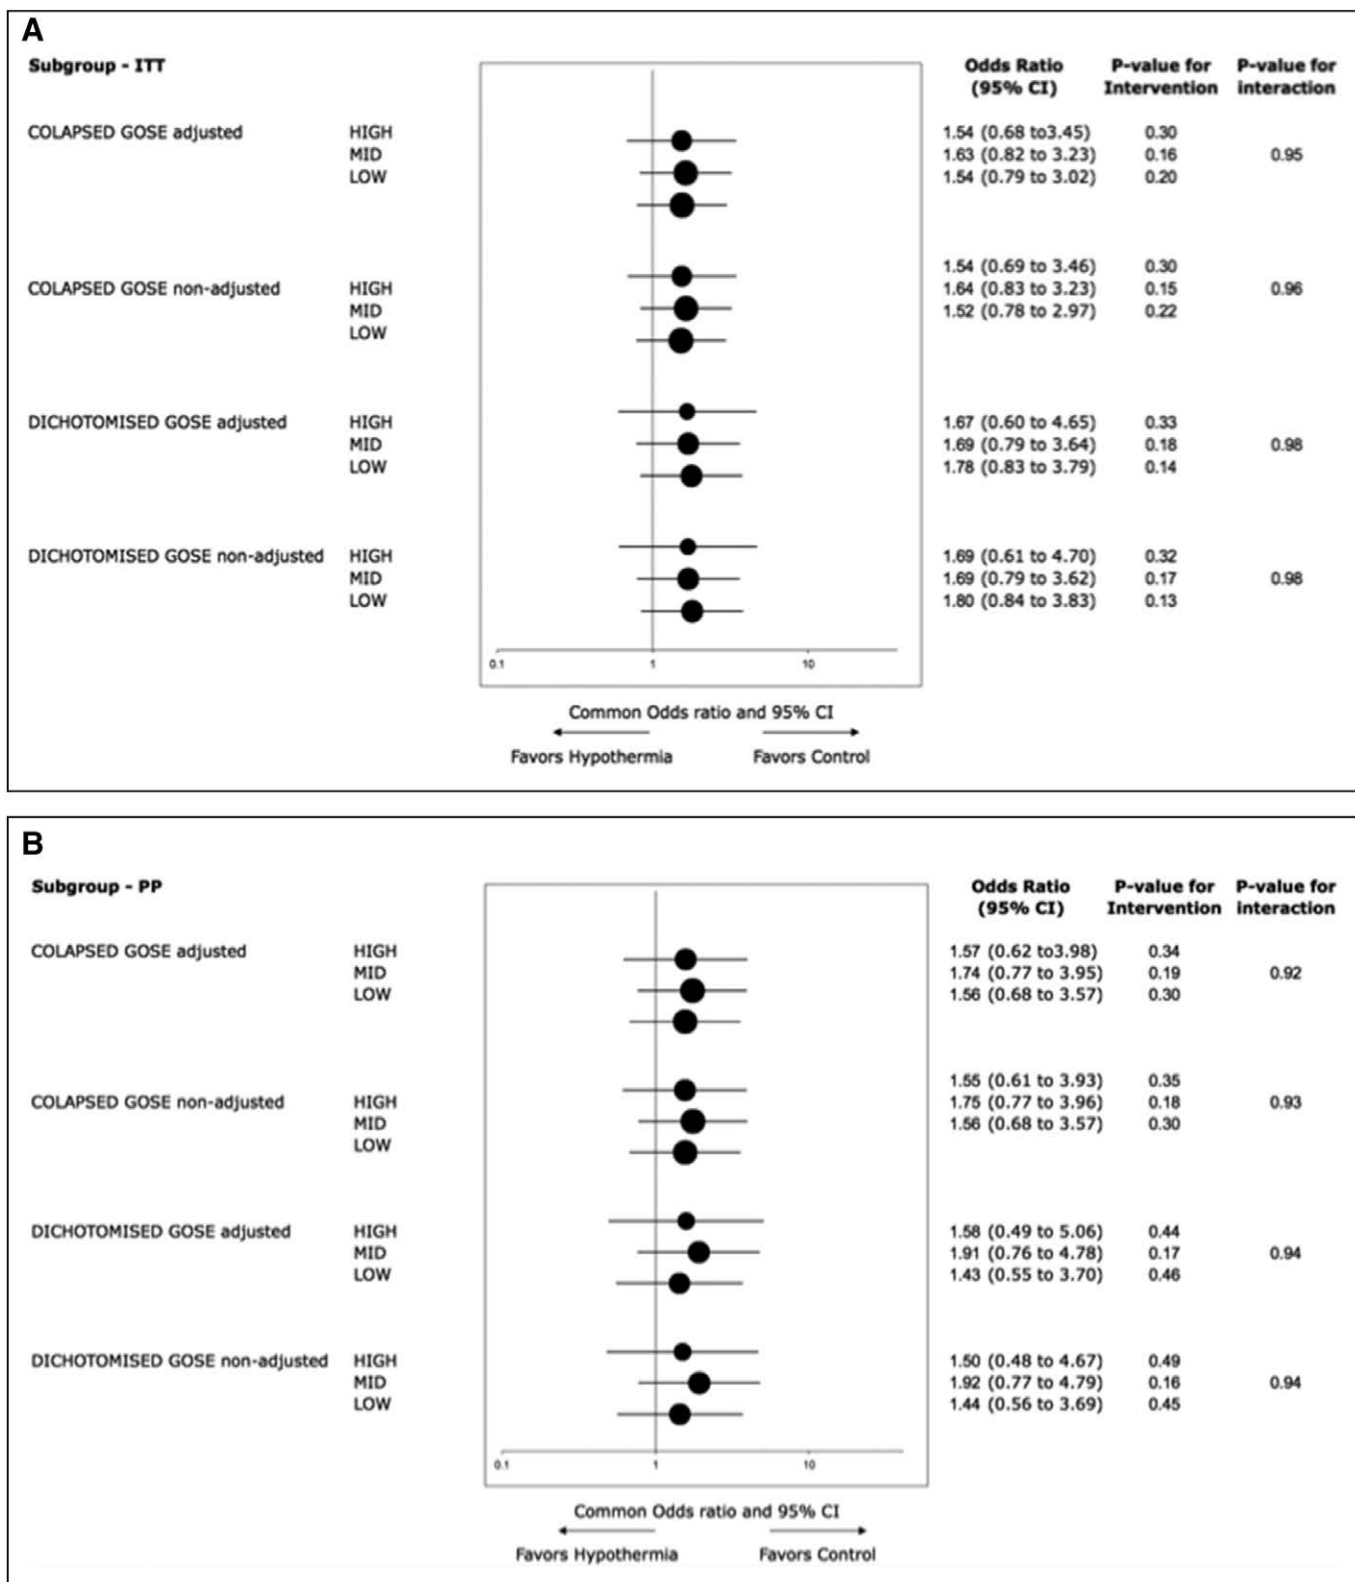 A
Subgroup - ITT
Odds Ratio P-value for P-value for
(95% CI) Intervention interaction
COLAPSED GOSE adjusted HIGH 1.54 (0.68 to3.45) 0.30
MID 1.63 (0.82 to 3.23) 0.16 0.95
LOW 1.54 (0.79 to 3.02) 0.20
1.54 (0.69 to 3.46) 0.30
COLAPSED GOSE non-adjusted HIGH 1.64 (0.83 to 3.23) 0.15 0.96
MID 1.52 (0.78 to 2.97) 0.22
LOW
DICHOTOMISED GOSE adjusted HIGH 1.67 (0.60 to 4.65) 0.33
MID 1.69 (0.79 to 3.64) 0.18 0.98
LOW 1.78 (0.83 to 3.79) 0.14
DICHOTOMISED GOSE non-adjusted HIGH 1.69 (0.61 to 4.70) 0.32
MID 1.69 (0.79 to 3.62) 0.17 0.98
LOW 1.80 (0.84 to 3.83) 0.13
0.1 1 10
Common Odds ratio and 95% CI
Favors Hypothermia Favors Control
B
Subgroup - PP
Odds Ratio P-value for P-value for
(95% CI) Intervention interaction
COLAPSED GOSE adjusted HIGH 1.57 (0.62 to3.98) 0.34
MID 1.74 (0.77 to 3.95) 0.19 0.92
LOW 1.56 (0.68 to 3.57) 0.30
1.55 (0.61 to 3.93) 0.35
COLAPSED GOSE non-adjusted HIGH 1.75 (0.77 to 3.96) 0.18 0.93
MID 1.56 (0.68 to 3.57) 0.30
LOW
DICHOTOMISED GOSE adjusted HIGH 1.58 (0.49 to 5.06) 0.44
MID 1.91 (0.76 to 4.78) 0.17 0.94
LOW 1.43 (0.55 to 3.70) 0.46
DICHOTOMISED GOSE non-adjusted HIGH 1.50 (0.48 to 4.67) 0.49
MID 1.92 (0.77 to 4.79) 0.16 0.94
LOW 1.44 (0.56 to 3.69) 0.45
0.1 1 10
Common Odds ratio and 95% CI
Favors Hypothermia Favors Control